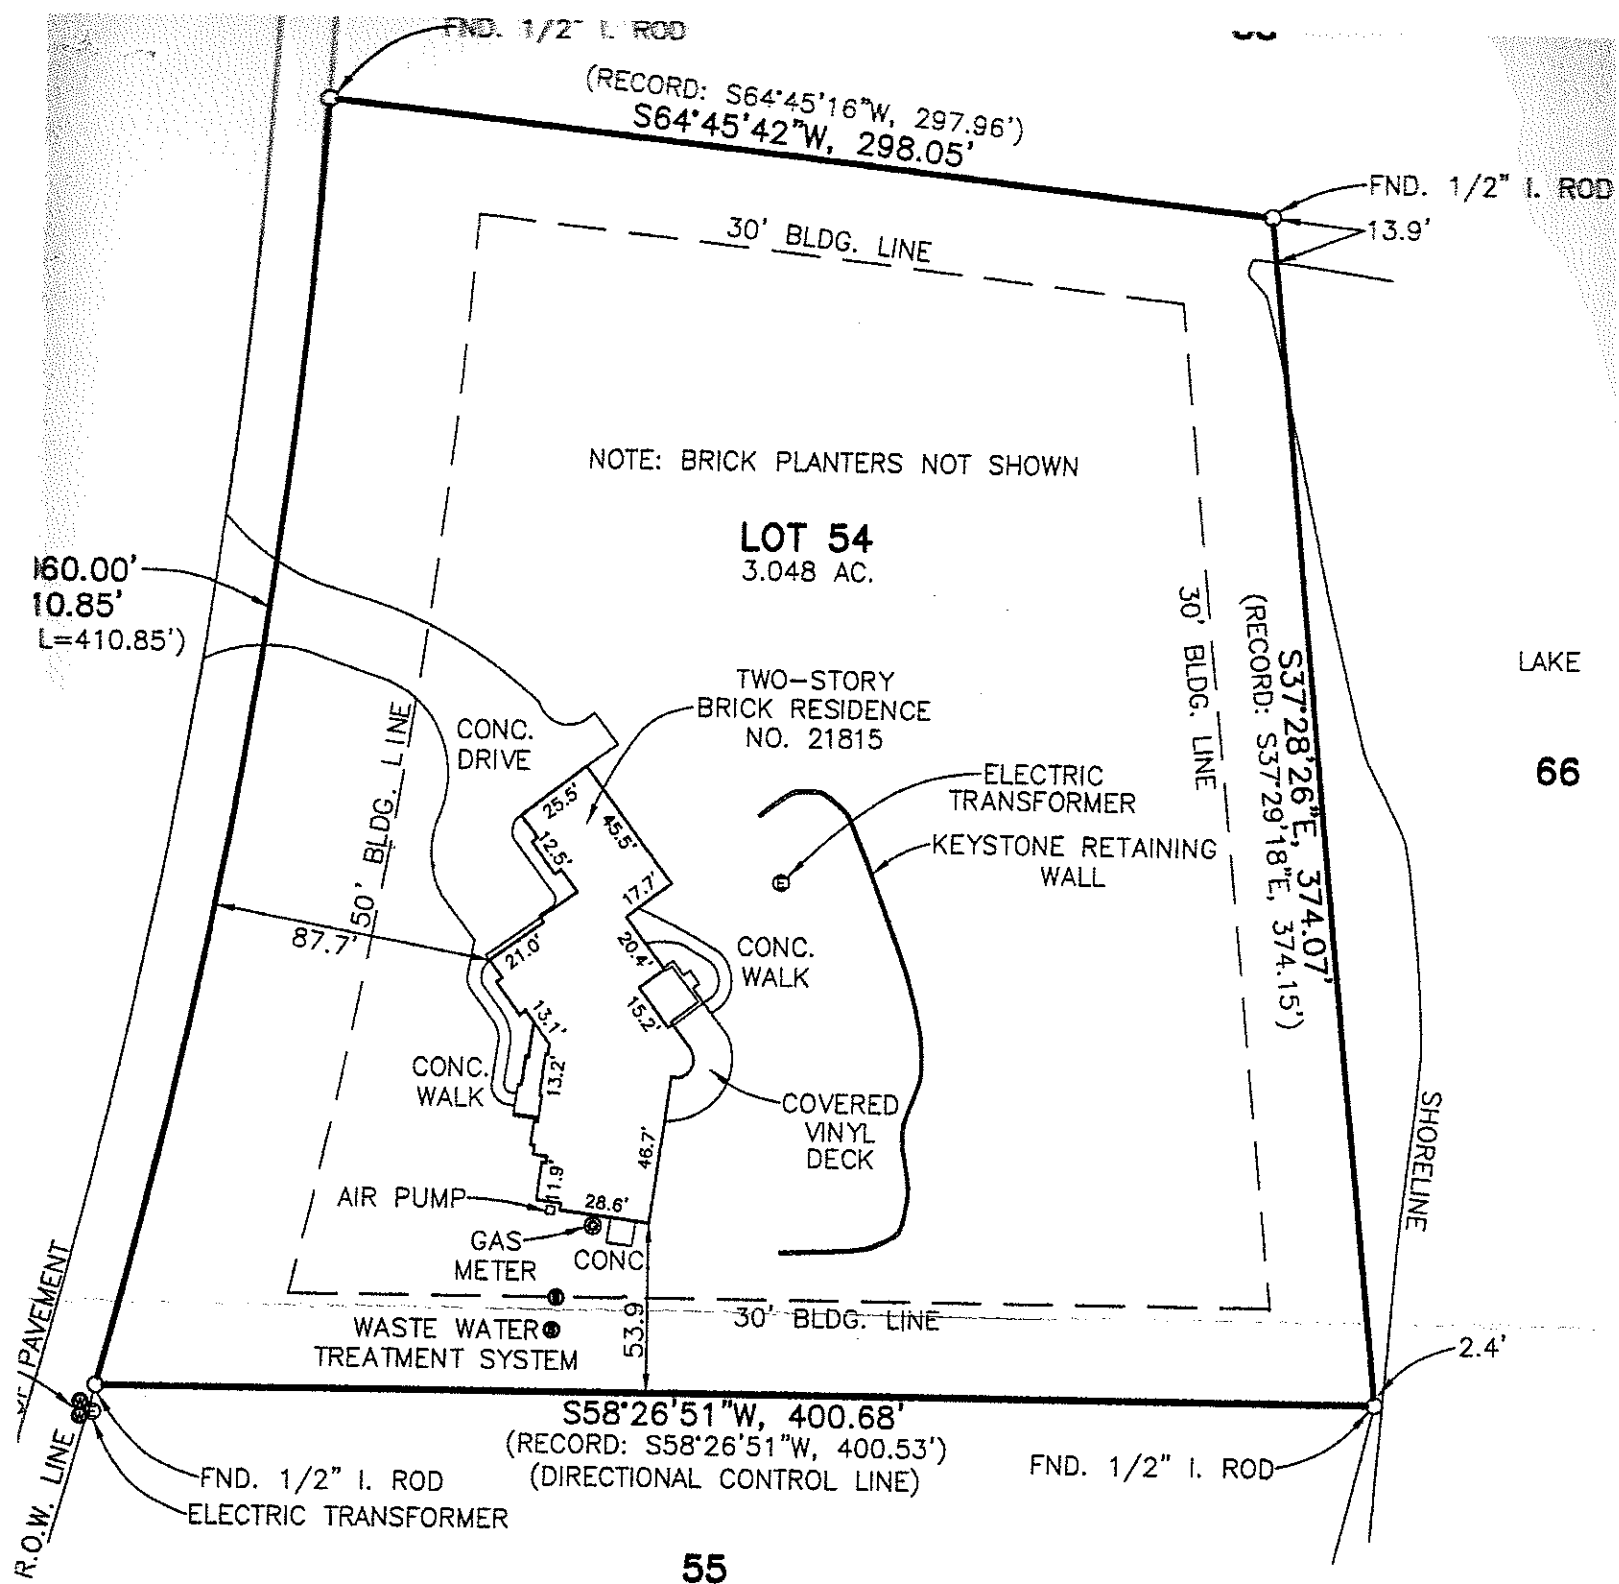 FND. 1/2" I. ROD
(RECORD: S64°45'16"W, 297.96')
S64°45'42"W, 298.05'
FND. 1/2" I. ROD
13.9'
30' BLDG. LINE
NOTE: BRICK PLANTERS NOT SHOWN
LOT 54
3.048 AC.
60.00'
10.85'
L=410.85')
30' BLDG. LINE
S37°28'26"E, 374.07'
(RECORD: S37°29'18"E, 374.15')
LAKE
66
TWO-STORY
BRICK RESIDENCE
NO. 21815
CONC.
DRIVE
50' BLDG. LINE
25.5'
45.5'
12.5'
17.7'
ELECTRIC
TRANSFORMER
KEYSTONE RETAINING
WALL
87.7'
21.0'
20.4'
CONC.
WALK
15.2'
13.1'
13.2'
CONC.
WALK
COVERED
VINYL
DECK
46.7'
11.9'
SHORELINE
AIR PUMP
28.6'
GAS
METER
CONC
53.9
30' BLDG. LINE
WASTE WATER
TREATMENT SYSTEM
PAVEMENT
2.4'
S58°26'51"W, 400.68'
(RECORD: S58°26'51"W, 400.53')
(DIRECTIONAL CONTROL LINE)
FND. 1/2" I. ROD
FND. 1/2" I. ROD
ELECTRIC TRANSFORMER
R.O.W. LINE
55